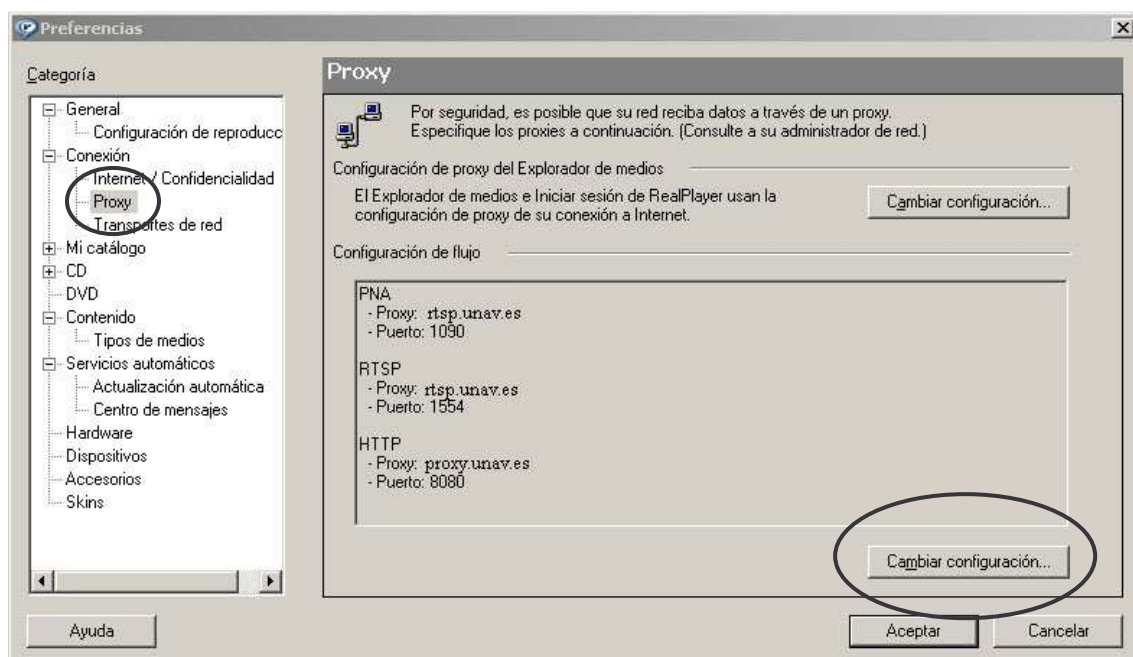 Preferencias
Categoría
General
Configuración de reproducc
Conexión
Internet / Confidencialidad
Proxy
Transportes de red
Mi catálogo
CD
DVD
Contenido
Tipos de medios
Servicios automáticos
Actualización automática
Centro de mensajes
Hardware
Dispositivos
Accesorios
Skins
Proxy
Por seguridad, es posible que su red reciba datos a través de un proxy.
Especifique los proxies a continuación. (Consulte a su administrador de red.)
Configuración de proxy del Explorador de medios
El Explorador de medios e Iniciar sesión de RealPlayer usan la
configuración de proxy de su conexión a Internet.
Cambiar configuración...
Configuración de flujo
PNA
- Proxy: rtsp.unav.es
- Puerto: 1090
RTSP
- Proxy: rtsp.unav.es
- Puerto: 1554
HTTP
- Proxy: proxy.unav.es
- Puerto: 8080
Cambiar configuración...
Ayuda
Aceptar
Cancelar